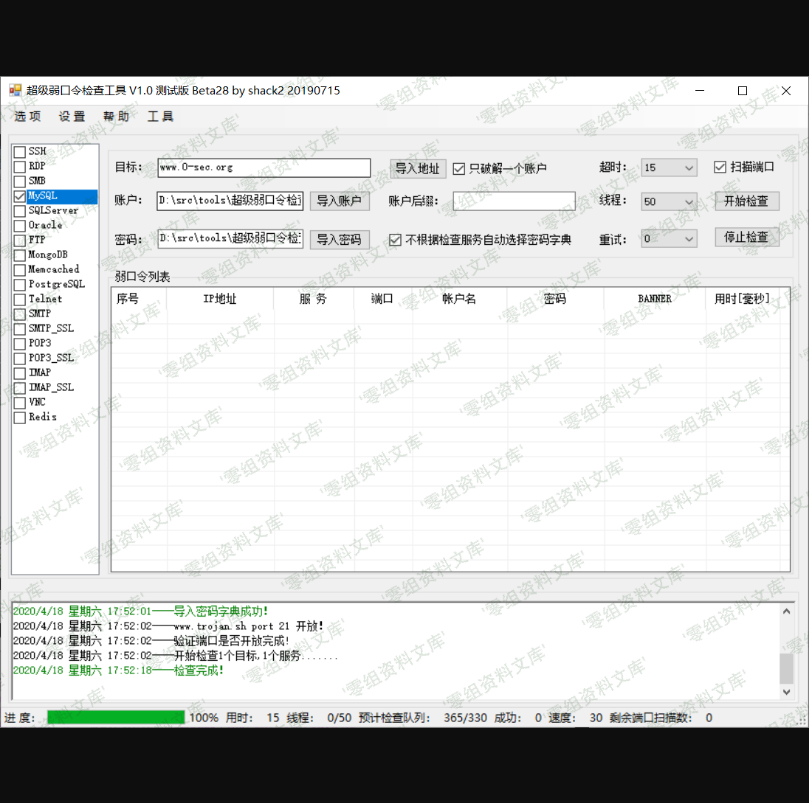 超级弱口令检查工具 V1.0 测试版 Beta28 by shack2 20190715
选项 设置 帮助 工具
SSH
RDP
SMB
MySQL
SQLServer
Oracle
FTP
MongoDB
Memcached
PostgreSQL
Telnet
SMTP
SMTP_SSL
POP3
POP3_SSL
IMAP
IMAP_SSL
VNC
Redis
目标: www.0-sec.org 导入地址 只破解一个账户 超时: 15 扫描端口
账户: D:\src\tools\超级弱口令检 导入账户 账户后缀: 线程: 50 开始检查
密码: D:\src\tools\超级弱口令检 导入密码 不根据检查服务自动选择密码字典 重试: 0 停止检查
弱口令列表
序号 IP地址 服务 端口 帐户名 密码 BANNER 用时[毫秒]
2020/4/18 星期六 17:52:01——导入密码字典成功!
2020/4/18 星期六 17:52:02——www.trojan.sh port 21 开放!
2020/4/18 星期六 17:52:02——验证端口是否开放完成!
2020/4/18 星期六 17:52:02——开始检查1个目标,1个服务.......
2020/4/18 星期六 17:52:18——检查完成!
进度: 100% 用时: 15 线程: 0/50 预计检查队列: 365/330 成功: 0 速度: 30 剩余端口扫描数: 0
'零组资料文库'